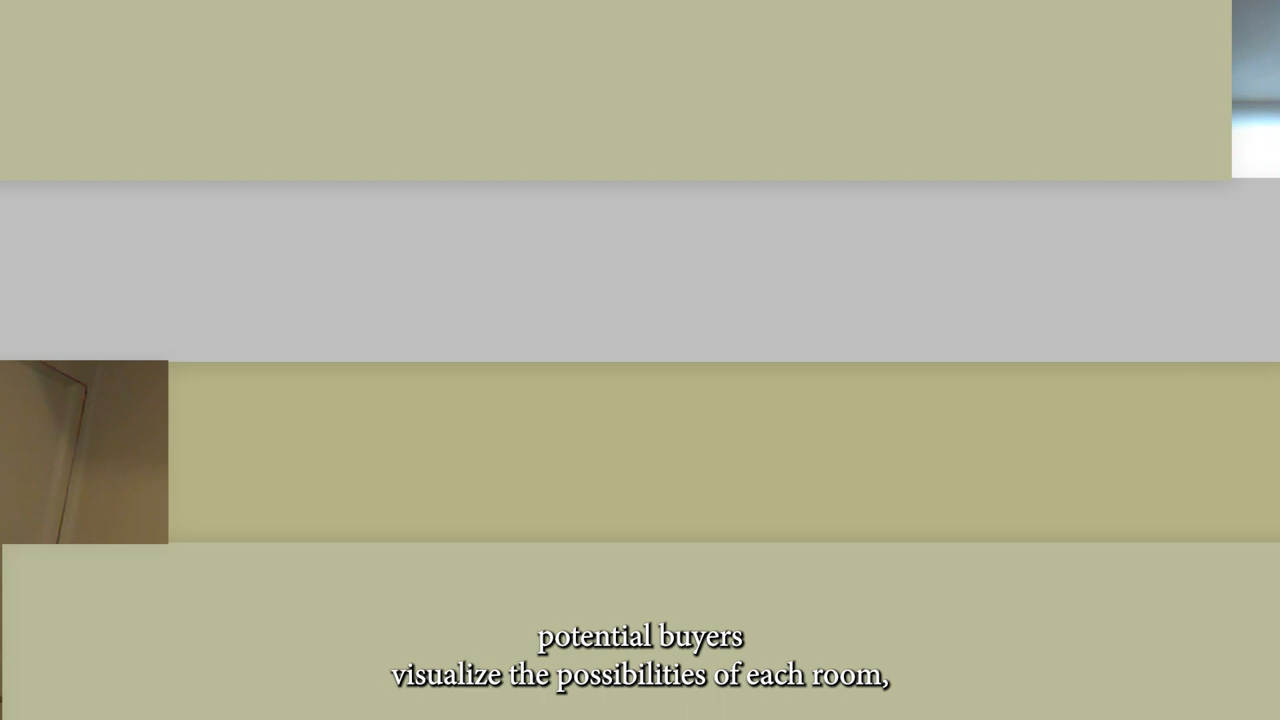 potential buyers
visualize the possibilities of each room,